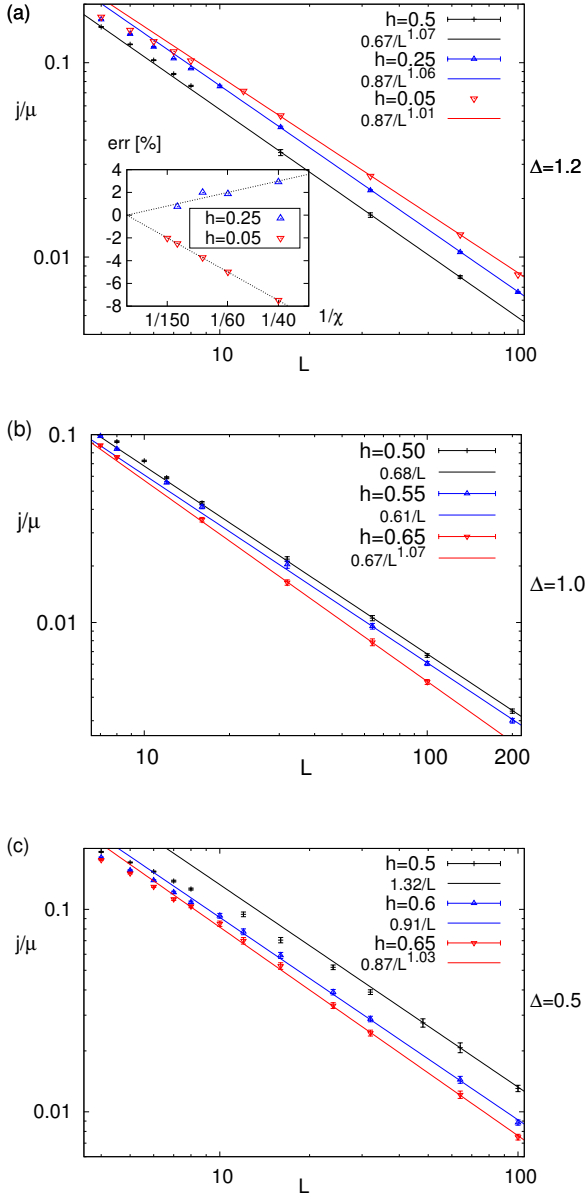 (a)
0.1
j/μ
0.01
10
100
L
h=0.5
0.67/L^1.07
h=0.25
0.87/L^1.06
h=0.05
0.87/L^1.01
Δ=1.2
err [%]
4
2
0
-2
-4
-6
-8
h=0.25
h=0.05
1/150
1/60
1/40
1/χ
(b)
0.1
j/μ
0.01
10
100
200
L
h=0.50
0.68/L
h=0.55
0.61/L
h=0.65
0.67/L^1.07
Δ=1.0
(c)
0.1
j/μ
0.01
10
100
L
h=0.5
1.32/L
h=0.6
0.91/L
h=0.65
0.87/L^1.03
Δ=0.5